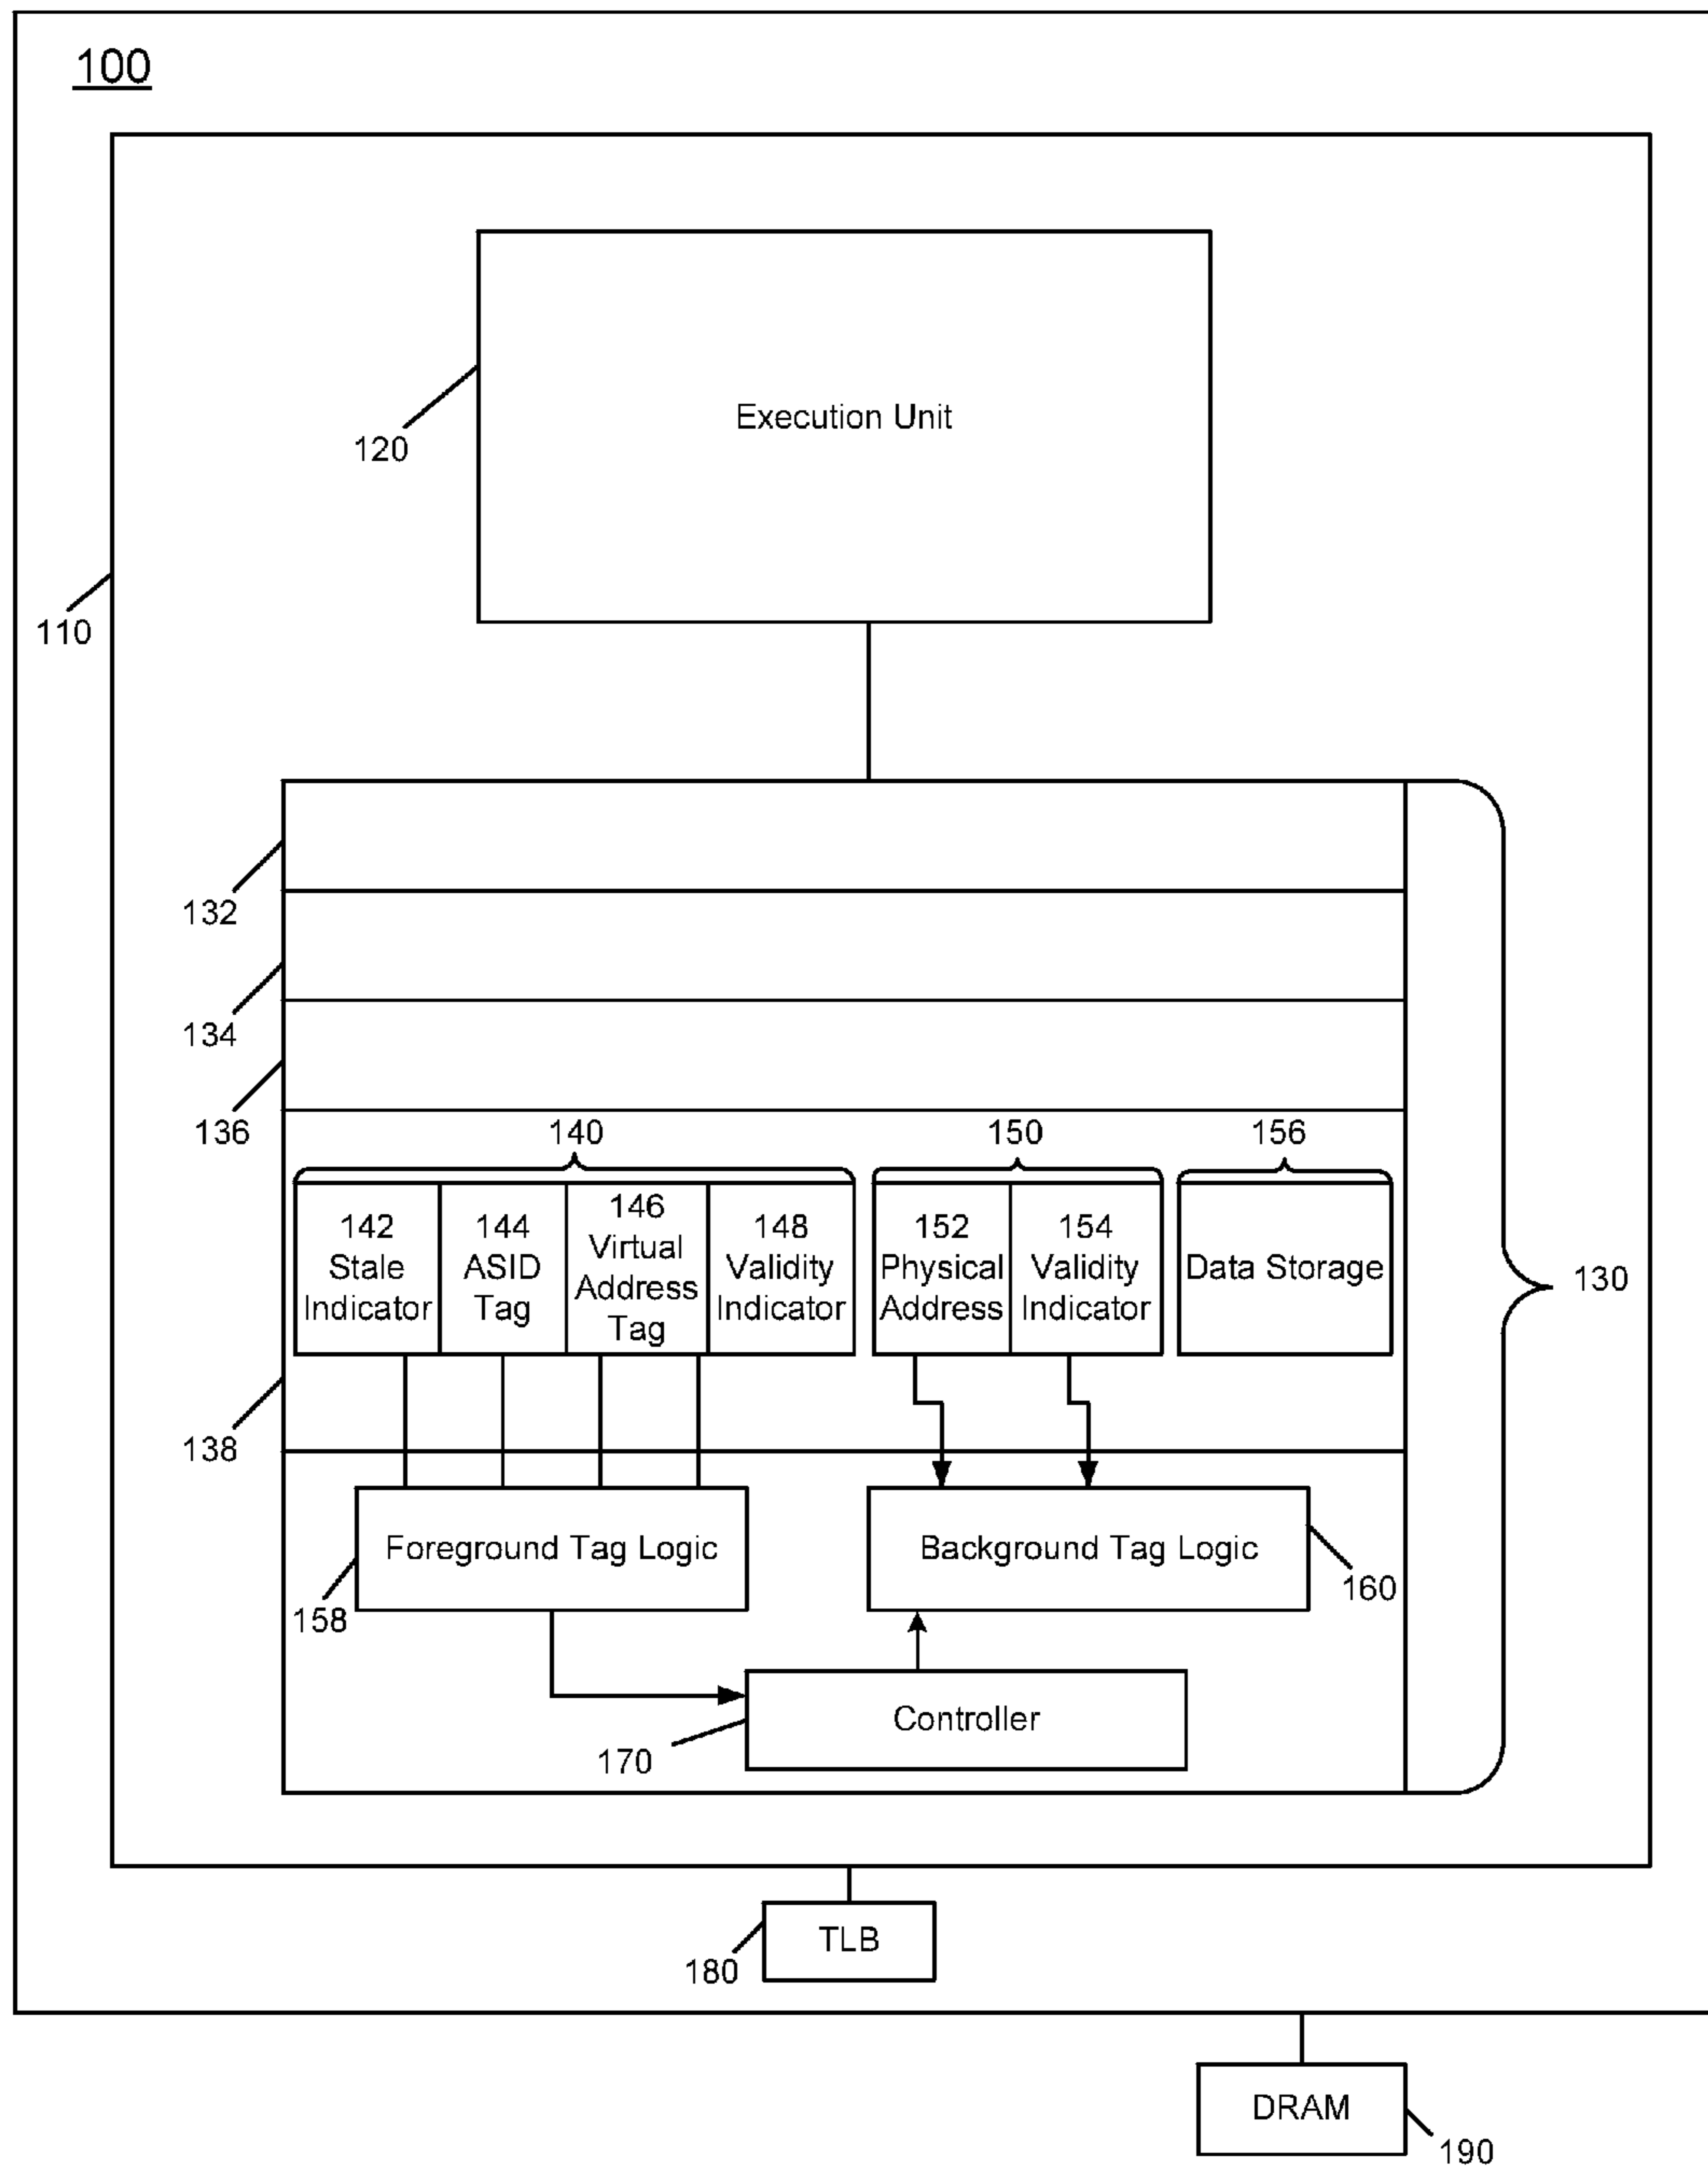 100
Execution Unit
120
110
132
134
136
140
150
156
142
Stale
Indicator
144
ASID
Tag
146
Virtual
Address
Tag
148
Validity
Indicator
152
Physical
Address
154
Validity
Indicator
Data Storage
130
138
Foreground Tag Logic
Background Tag Logic
158
160
Controller
170
TLB
180
DRAM
190